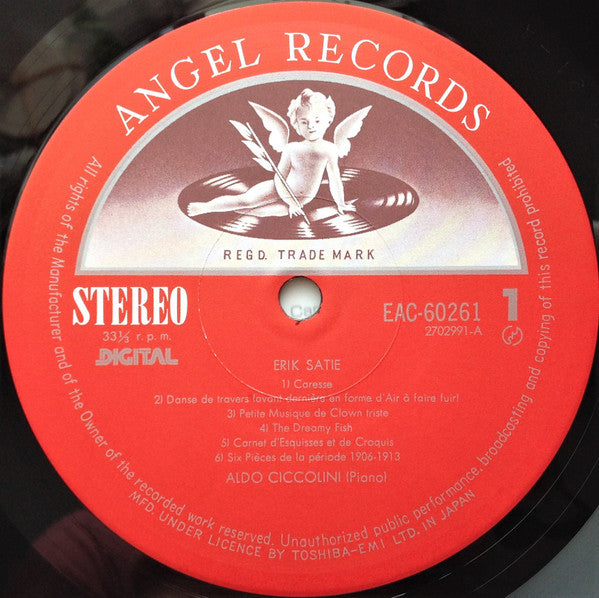 ANGEL RECORDS
REGD. TRADE MARK
STEREO
33⅓ r.p.m.
DIGITAL
EAC-60261 1
2702991-A
ERIK SATIE
1) Caresse
2) Danse de travers (avant-dernière en forme d'Air à faire fuir)
3) Petite Musique de Clown triste
4) The Dreamy Fish
5) Carnet d'Esquisses et de Croquis
6) Six Pièces de la période 1906-1913
ALDO CICCOLINI (Piano)
All rights of the Manufacturer and of the Owner of the recorded work reserved. Unauthorized public performance, broadcasting and copying of this record prohibited
MFD. UNDER LICENCE BY TOSHIBA-EMI LTD. IN JAPAN